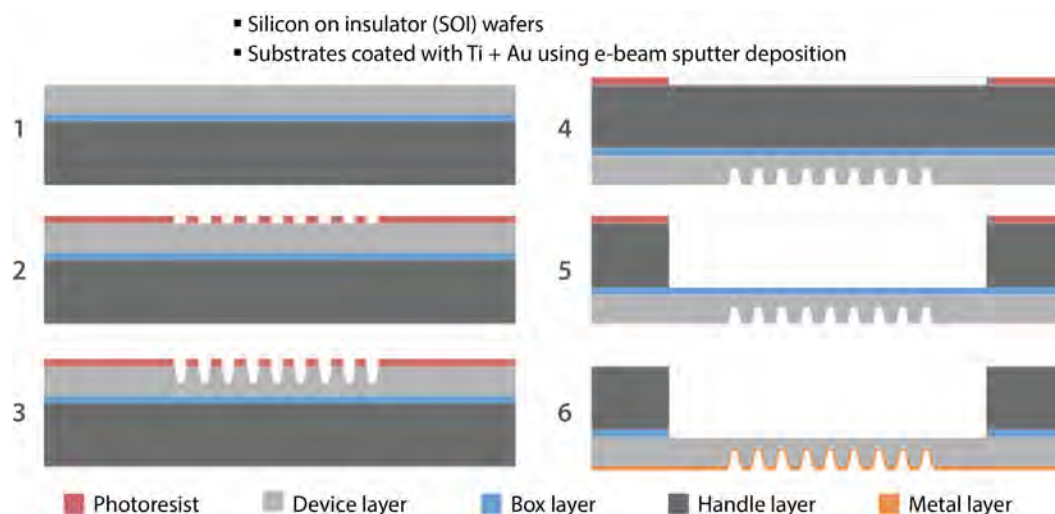 ▪ Silicon on insulator (SOI) wafers
▪ Substrates coated with Ti + Au using e-beam sputter deposition
1
2
3
4
5
6
Photoresist
Device layer
Box layer
Handle layer
Metal layer